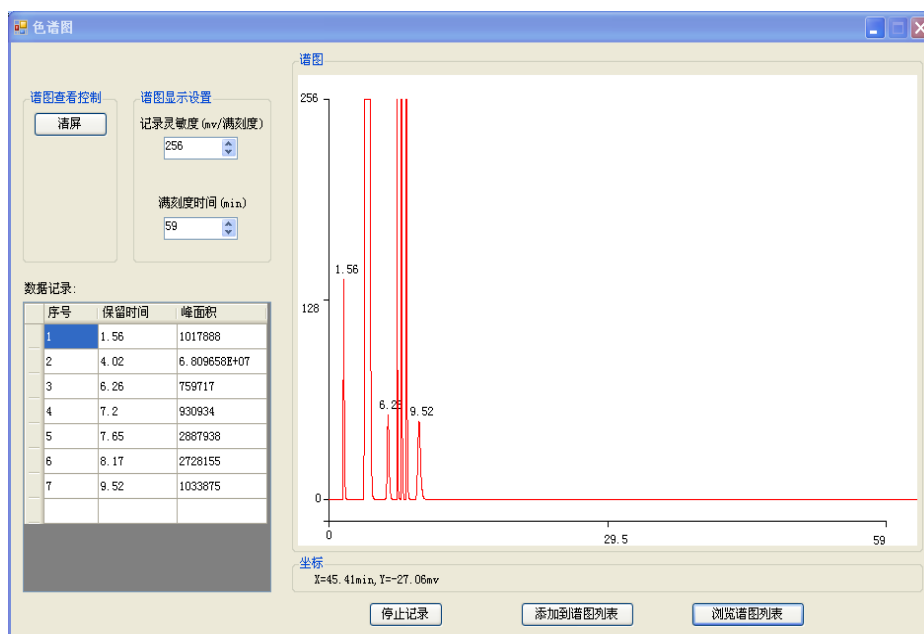 色谱图
谱图查看控制
清屏
谱图显示设置
记录灵敏度(mv/满刻度)
256
满刻度时间(min)
59
数据记录:
序号 保留时间 峰面积
1 1.56 1017888
2 4.02 6.809658E+07
3 6.26 759717
4 7.2 930934
5 7.65 2887938
6 8.17 2728155
7 9.52 1033875
谱图
256
1.56
128
6.26 9.52
0
0 29.5 59
坐标
X=45.41min,Y=-27.06mv
停止记录 添加到谱图列表 浏览谱图列表